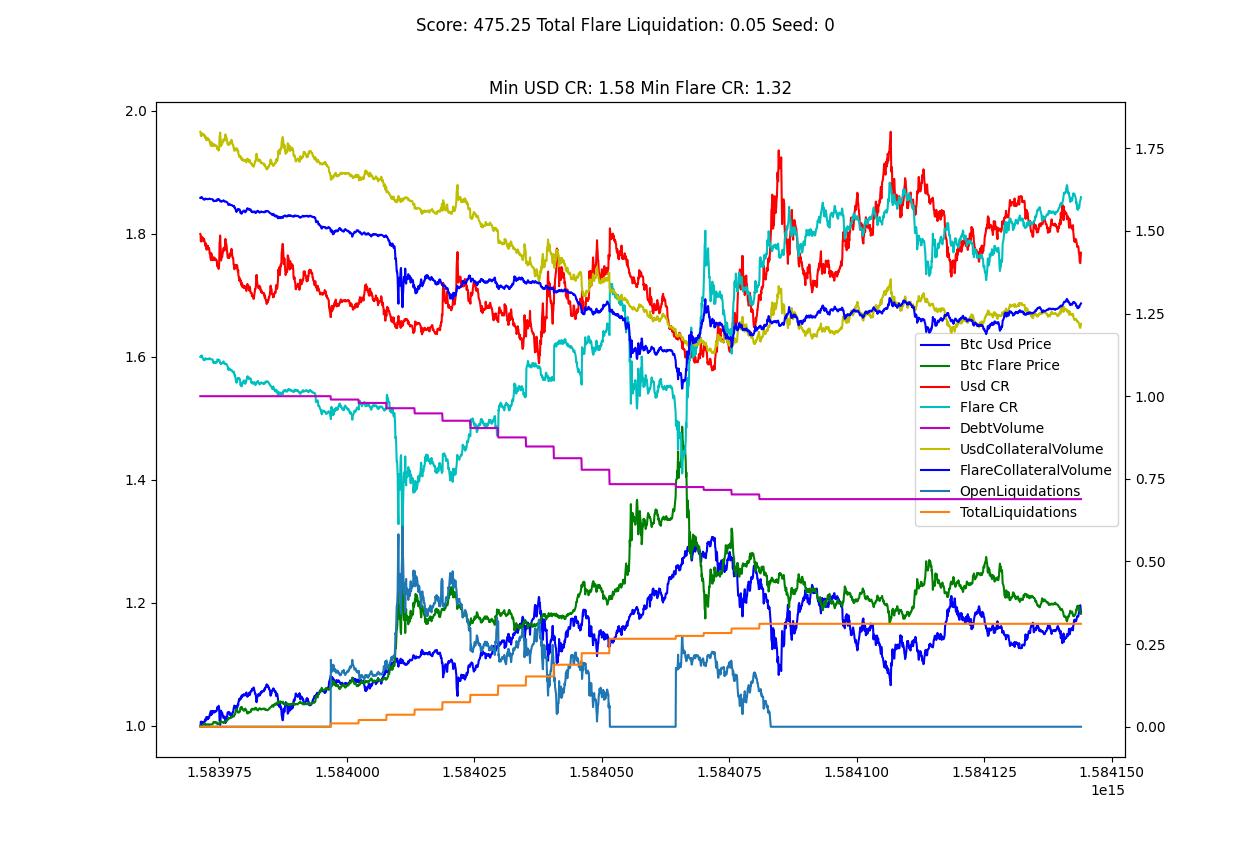 Score: 475.25 Total Flare Liquidation: 0.05 Seed: 0
Min USD CR: 1.58 Min Flare CR: 1.32
2.0
1.8
1.6
1.4
1.2
1.0
1.75
1.50
1.25
1.00
0.75
0.50
0.25
0.00
Btc Usd Price
Btc Flare Price
Usd CR
Flare CR
DebtVolume
UsdCollateralVolume
FlareCollateralVolume
OpenLiquidations
TotalLiquidations
1.583975 1.584000 1.584025 1.584050 1.584075 1.584100 1.584125 1.584150
1e15